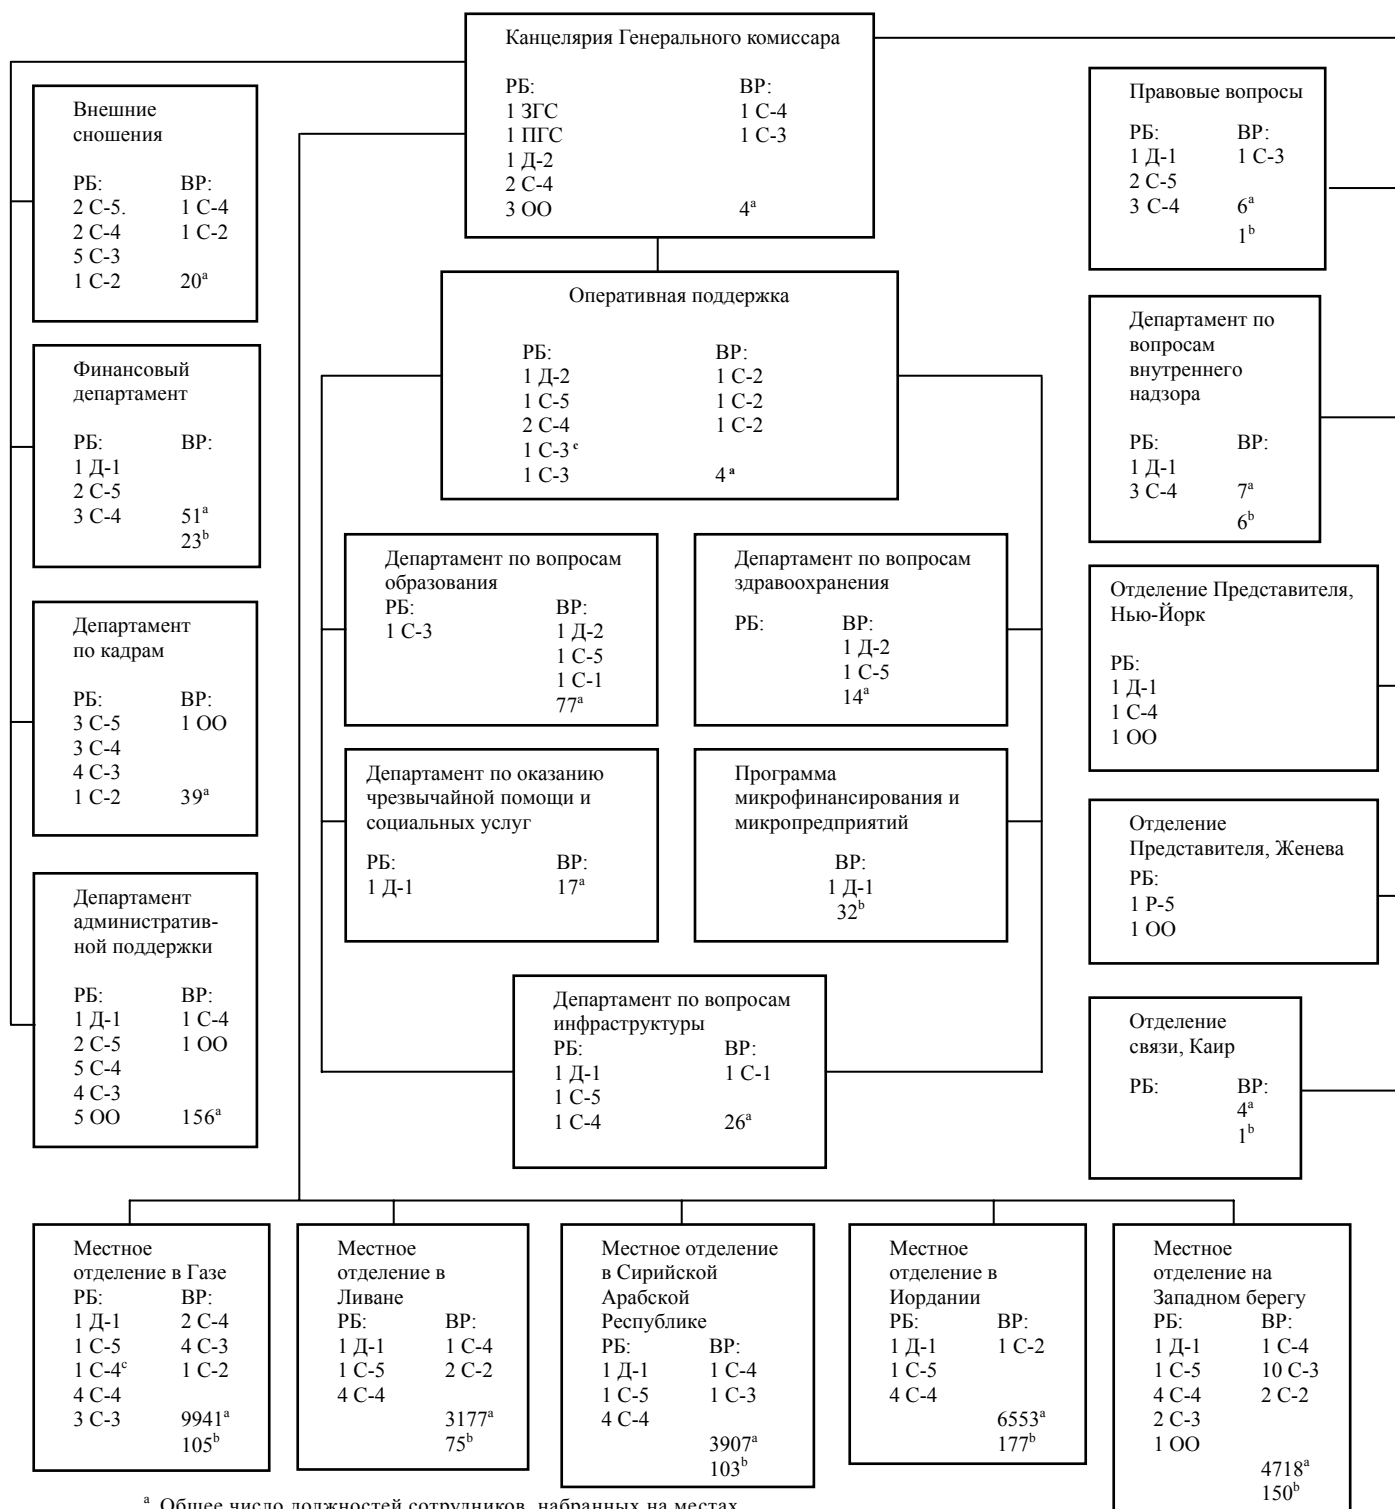 Канцелярия Генерального комиссара
РБ: ВР:
1 ЗГС 1 С-4
1 ПГС 1 С-3
1 Д-2
2 С-4
3 ОО 4ᵃ
Внешние
сношения
РБ: ВР:
2 С-5. 1 С-4
2 С-4 1 С-2
5 С-3
1 С-2 20ᵃ
Правовые вопросы
РБ: ВР:
1 Д-1 1 С-3
2 С-5
3 С-4 6ᵃ
1ᵇ
Оперативная поддержка
РБ: ВР:
1 Д-2 1 С-2
1 С-5 1 С-2
2 С-4 1 С-2
1 С-3 ᶜ
1 С-3 4 ᵃ
Финансовый
департамент
РБ: ВР:
1 Д-1
2 С-5
3 С-4 51ᵃ
23ᵇ
Департамент по
вопросам
внутреннего
надзора
РБ: ВР:
1 Д-1
3 С-4 7ᵃ
6ᵇ
Департамент по вопросам
образования
РБ: ВР:
1 С-3 1 Д-2
1 С-5
1 С-1
77ᵃ
Департамент по вопросам
здравоохранения
РБ: ВР:
1 Д-2
1 С-5
14ᵃ
Отделение Представителя,
Нью-Йорк
РБ:
1 Д-1
1 С-4
1 ОО
Департамент
по кадрам
РБ: ВР:
3 С-5 1 ОО
3 С-4
4 С-3
1 С-2 39ᵃ
Департамент по оказанию
чрезвычайной помощи и
социальных услуг
РБ: ВР:
1 Д-1 17ᵃ
Программа
микрофинансирования и
микропредприятий
ВР:
1 Д-1
32ᵇ
Отделение
Представителя, Женева
РБ:
1 Р-5
1 ОО
Департамент
административ-
ной поддержки
РБ: ВР:
1 Д-1 1 С-4
2 С-5 1 ОО
5 С-4
4 С-3
5 ОО 156ᵃ
Департамент по вопросам
инфраструктуры
РБ: ВР:
1 Д-1 1 С-1
1 С-5
1 С-4 26ᵃ
Отделение
связи, Каир
РБ: ВР:
4ᵃ
1ᵇ
Местное
отделение в Газе
РБ: ВР:
1 Д-1 2 С-4
1 С-5 4 С-3
1 С-4ᶜ 1 С-2
4 С-4
3 С-3 9941ᵃ
105ᵇ
Местное
отделение в
Ливане
РБ: ВР:
1 Д-1 1 С-4
1 С-5 2 С-2
4 С-4
3177ᵃ
75ᵇ
Местное отделение
в Сирийской
Арабской
Республике
РБ: ВР:
1 Д-1 1 С-4
1 С-5 1 С-3
4 С-4
3907ᵃ
103ᵇ
Местное
отделение в
Иордании
РБ: ВР:
1 Д-1 1 С-2
1 С-5
4 С-4
6553ᵃ
177ᵇ
Местное
отделение на
Западном берегу
РБ: ВР:
1 Д-1 1 С-4
1 С-5 10 С-3
4 С-4 2 С-2
2 С-3
1 ОО
4718ᵃ
150ᵇ
ᵃ Общее число должностей сотрудников, набранных на местах